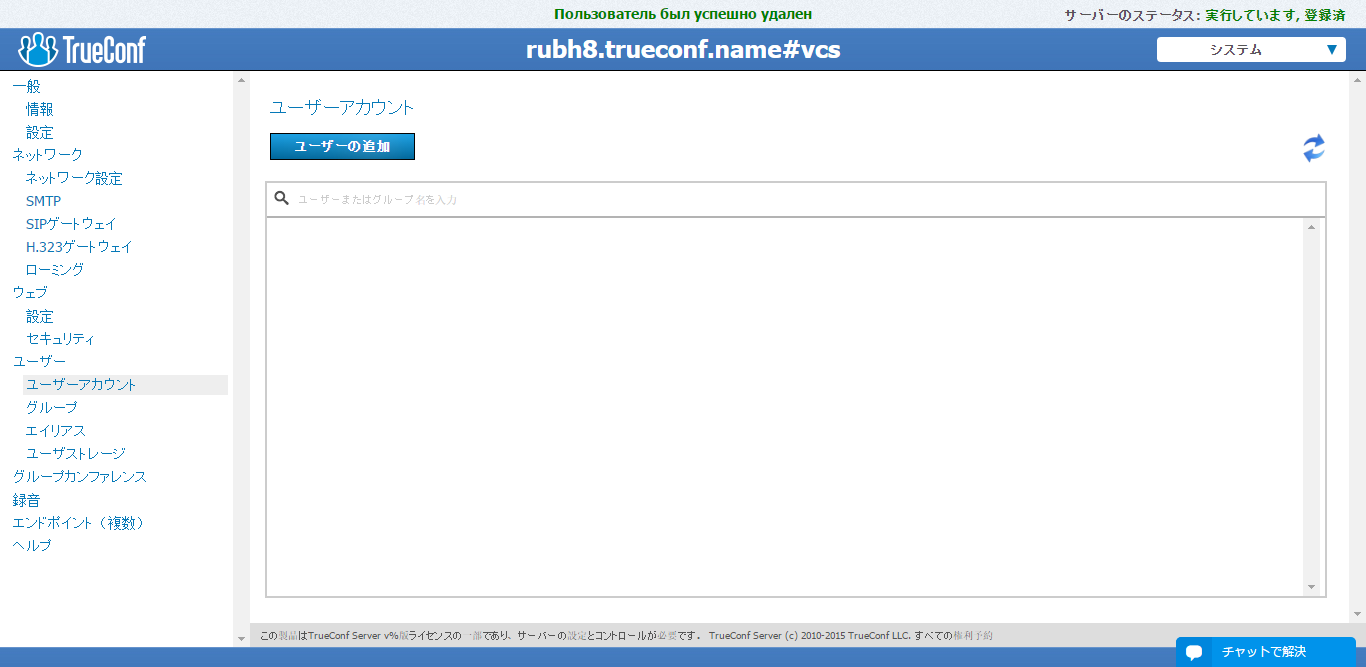 Пользователь был успешно удален
サーバーのステータス: 実行しています, 登録済
TrueConf
rubh8.trueconf.name#vcs
システム ▼
一般
情報
設定
ネットワーク
ネットワーク設定
SMTP
SIPゲートウェイ
H.323ゲートウェイ
ローミング
ウェブ
設定
セキュリティ
ユーザー
ユーザーアカウント
グループ
エイリアス
ユーザストレージ
グループカンファレンス
録音
エンドポイント（複数）
ヘルプ
ユーザーアカウント
ユーザーの追加
ユーザーまたはグループ名を入力
この製品はTrueConf Server v%版ライセンスの一部であり、サーバーの設定とコントロールが必要です。 TrueConf Server (c) 2010-2015 TrueConf LLC. すべての権利予約
チャットで解決